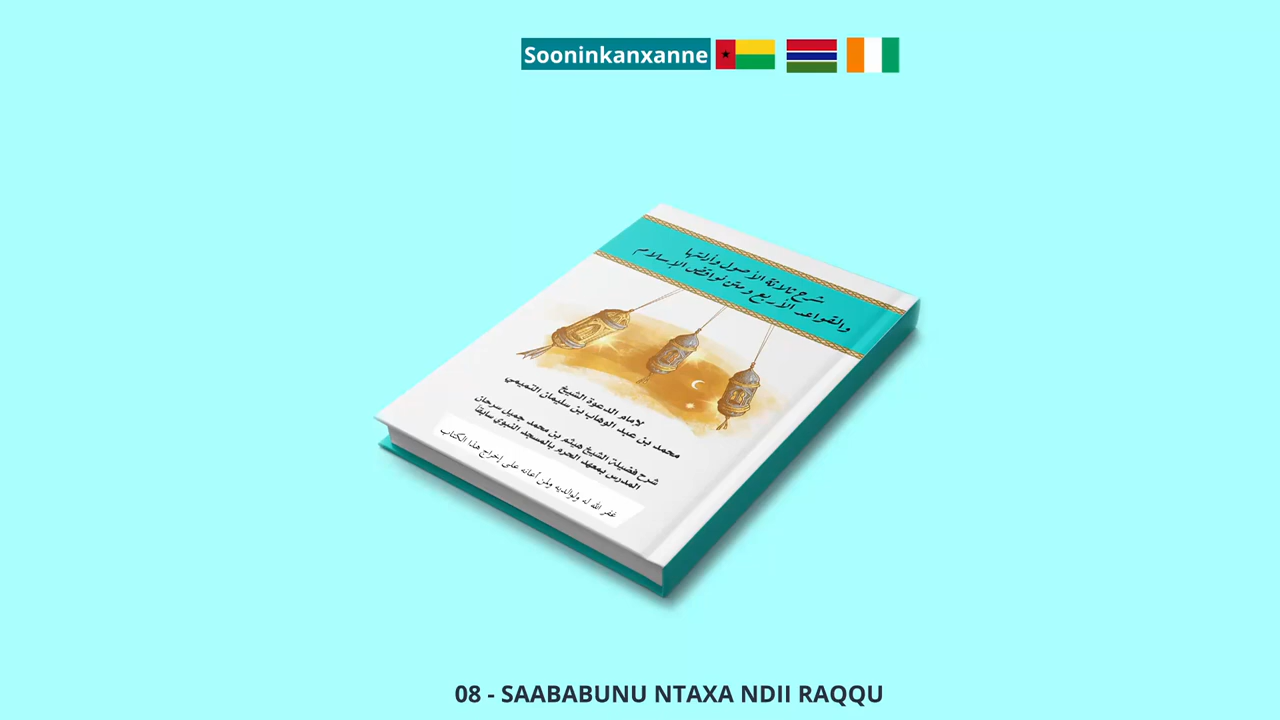 Sooninkanxanne
شرح ثلاثة الأصول وأدلتها
والقواعد الأربع و متن نواقض الإسلام
لإمام الدعوة الشيخ
محمد بن عبد الوهاب بن سليمان التميمي
شرح فضيلة الشيخ هيثم بن محمد جميل سرحان
المدرس بمعهد الحرم بالمسجد النبوي سابقا
غفر الله له ولوالديه ولمن أعانه على إخراج هذا الكتاب
08 - SAABABUNU NTAXA NDII RAQQU